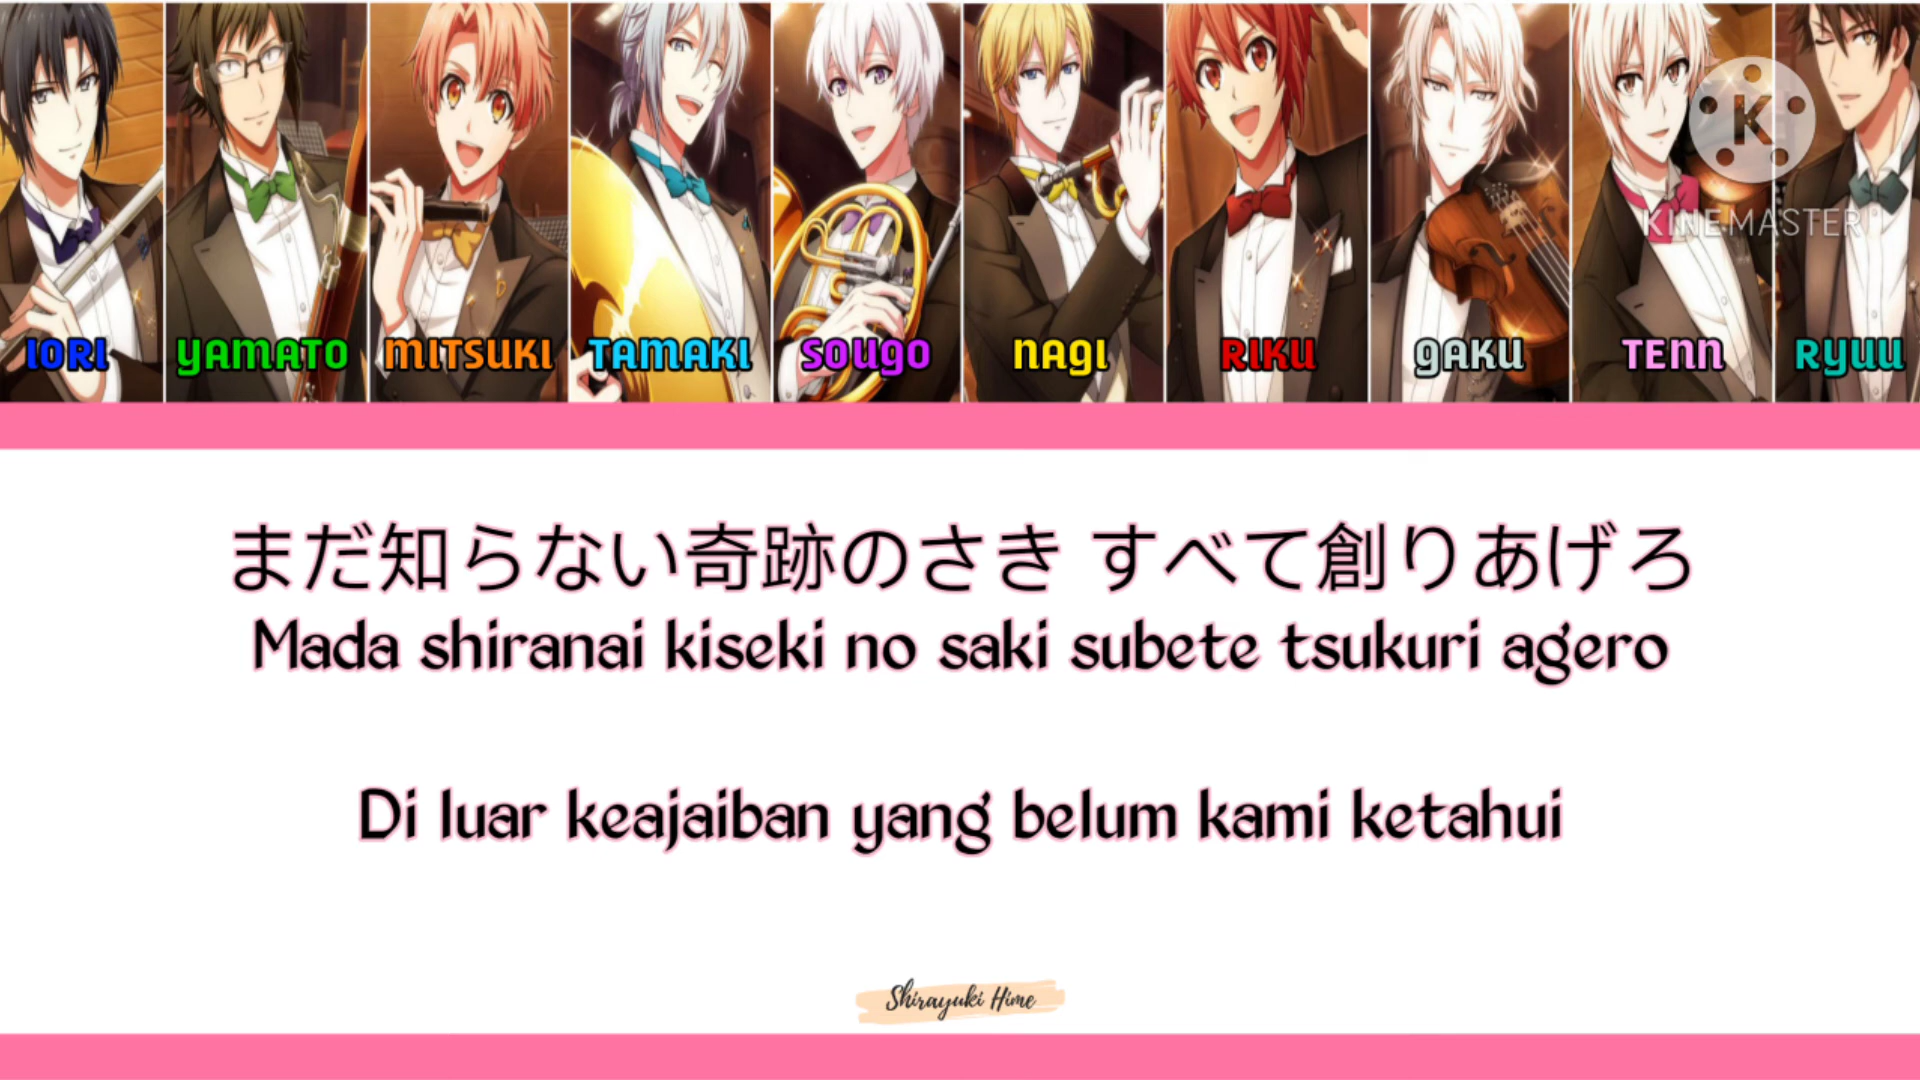 K
KINEMASTER
IORI YAMATO MITSUKI TAMAKI SOUGO NAGI RIKU GAKU TENN RYUU
まだ知らない奇跡のさき すべて創りあげろ
Mada shiranai kiseki no saki subete tsukuri agero
Di luar keajaiban yang belum kami ketahui
Shirayuki Hime